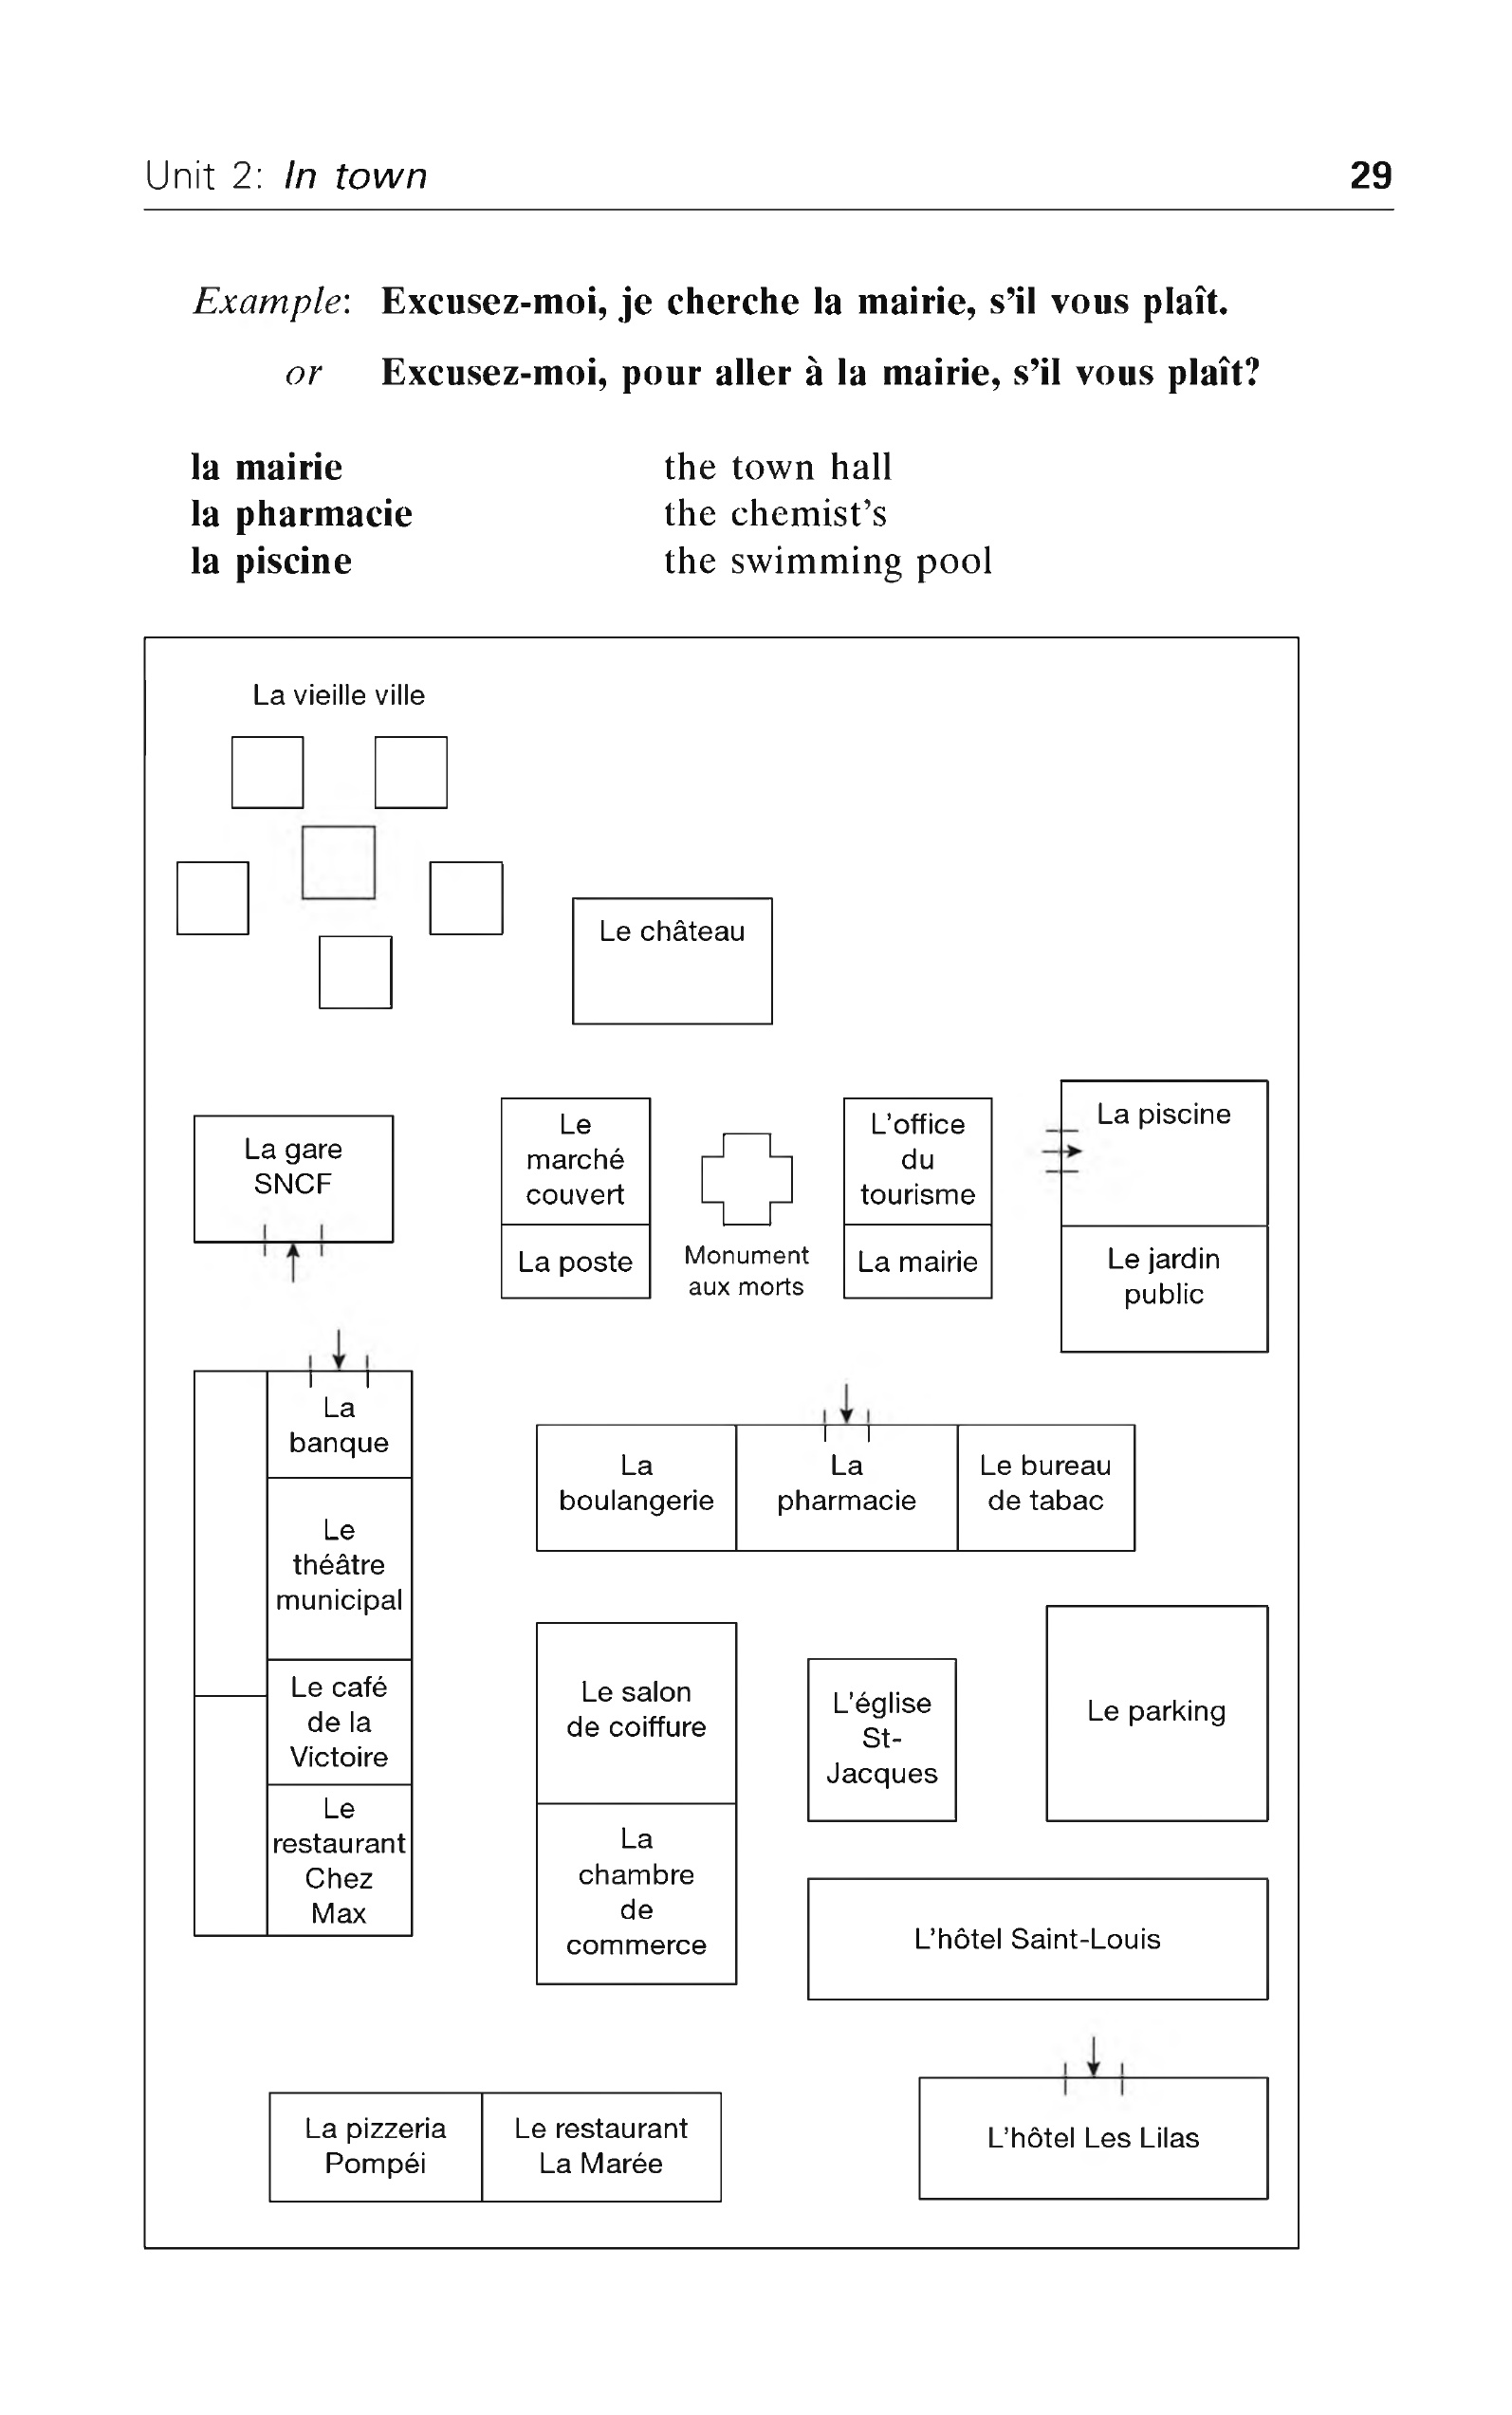 Unit 2: In town 29
Example: Excusez-moi, je cherche la mairie, s'il vous plaît.
or Excusez-moi, pour aller à la mairie, s'il vous plaît?
la mairie the town hall
la pharmacie the chemist's
la piscine the swimming pool
La vieille ville
Le château
La gare
SNCF
Le
marché
couvert
La poste
Monument
aux morts
L'office
du
tourisme
La mairie
La piscine
Le jardin
public
La
banque
Le
théâtre
municipal
Le café
de la
Victoire
Le
restaurant
Chez
Max
La
boulangerie
La
pharmacie
Le bureau
de tabac
Le salon
de coiffure
La
chambre
de
commerce
L'église
St-
Jacques
Le parking
L'hôtel Saint-Louis
La pizzeria
Pompéi
Le restaurant
La Marée
L'hôtel Les Lilas